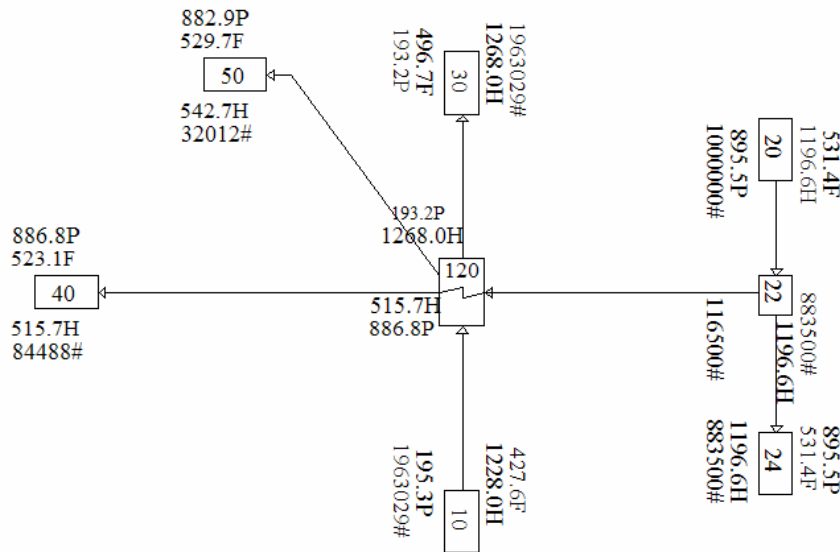 882.9P
529.7F
50
542.7H
32012#
496.7F
193.2P
30
1963029#
1268.0H
895.5P
1000000#
20
531.4F
1196.6H
193.2P
1268.0H
886.8P
523.1F
40
515.7H
84488#
120
515.7H
886.8P
22
116500#
883500#
1196.6H
195.3P
1963029#
10
427.6F
1228.0H
1196.6H
883500#
24
895.5P
531.4F